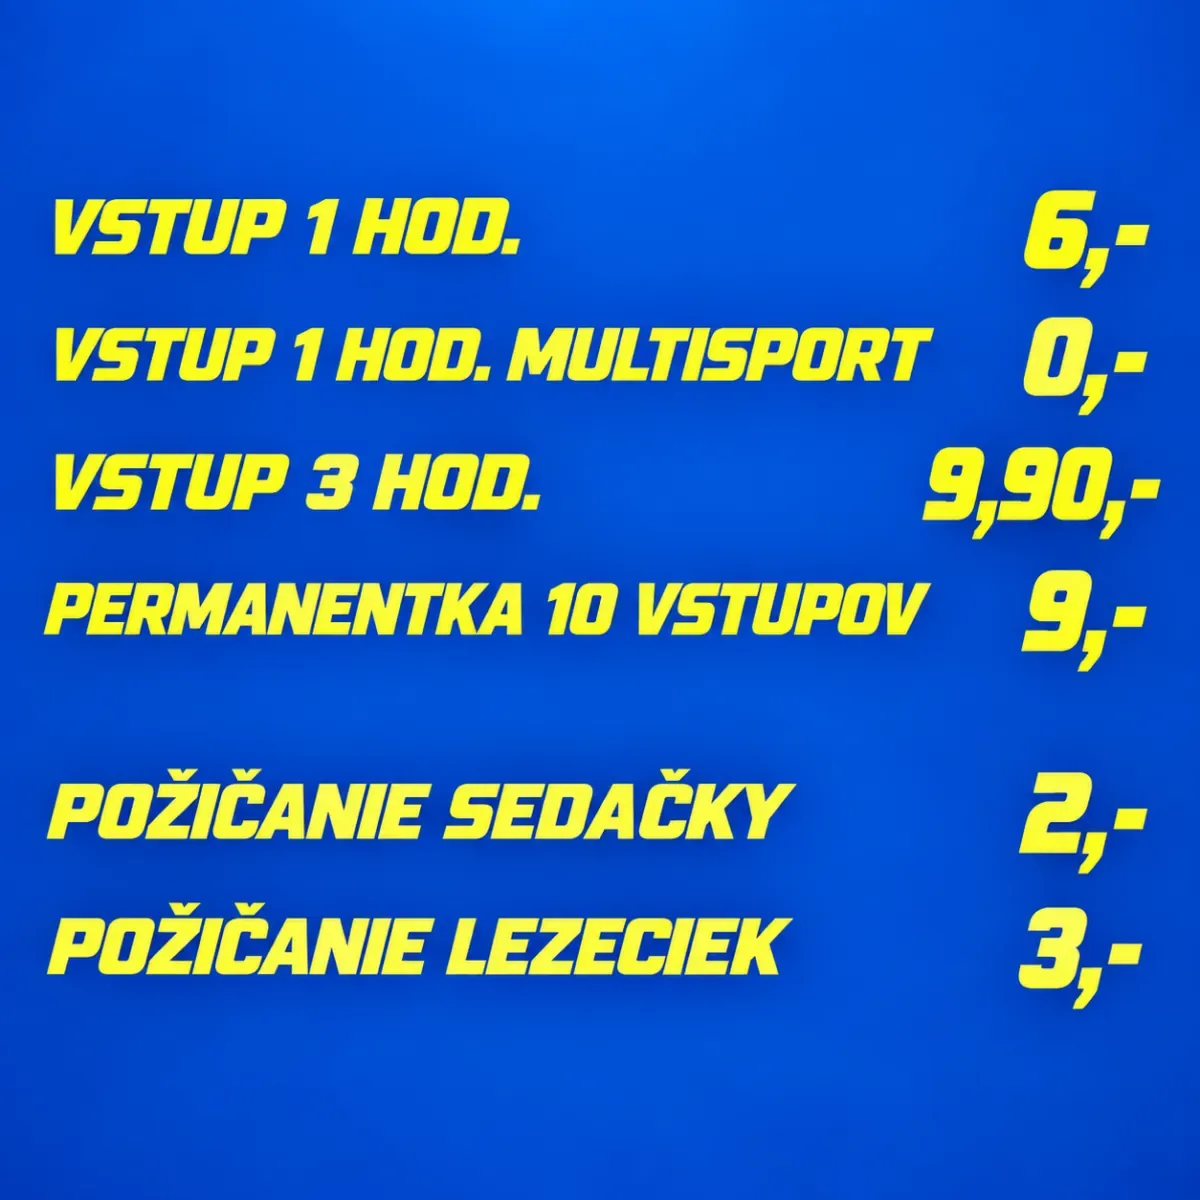 VSTUP 1 HOD. 6,-
VSTUP 1 HOD. MULTISPORT 0,-
VSTUP 3 HOD. 9,90,-
PERMANENTKA 10 VSTUPOV 9,-
POŽIČANIE SEDAČKY 2,-
POŽIČANIE LEZECIEK 3,-